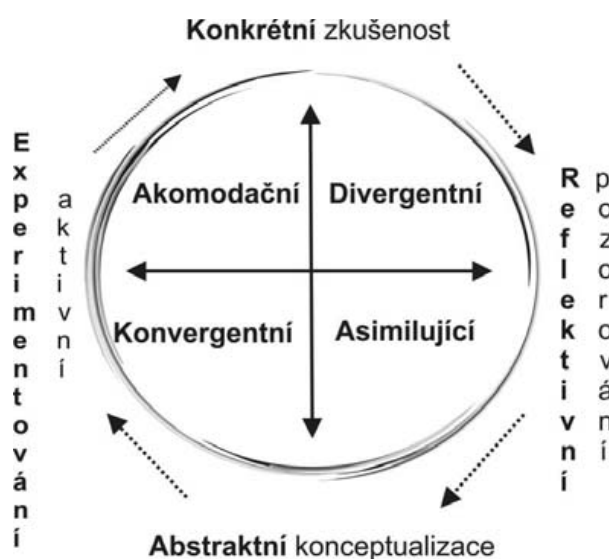 Konkrétní zkušenost
Experimentování
aktivní
Akomodační
Divergentní
Reflektivní
pozorování
Konvergentní
Asimilující
Abstraktní konceptualizace